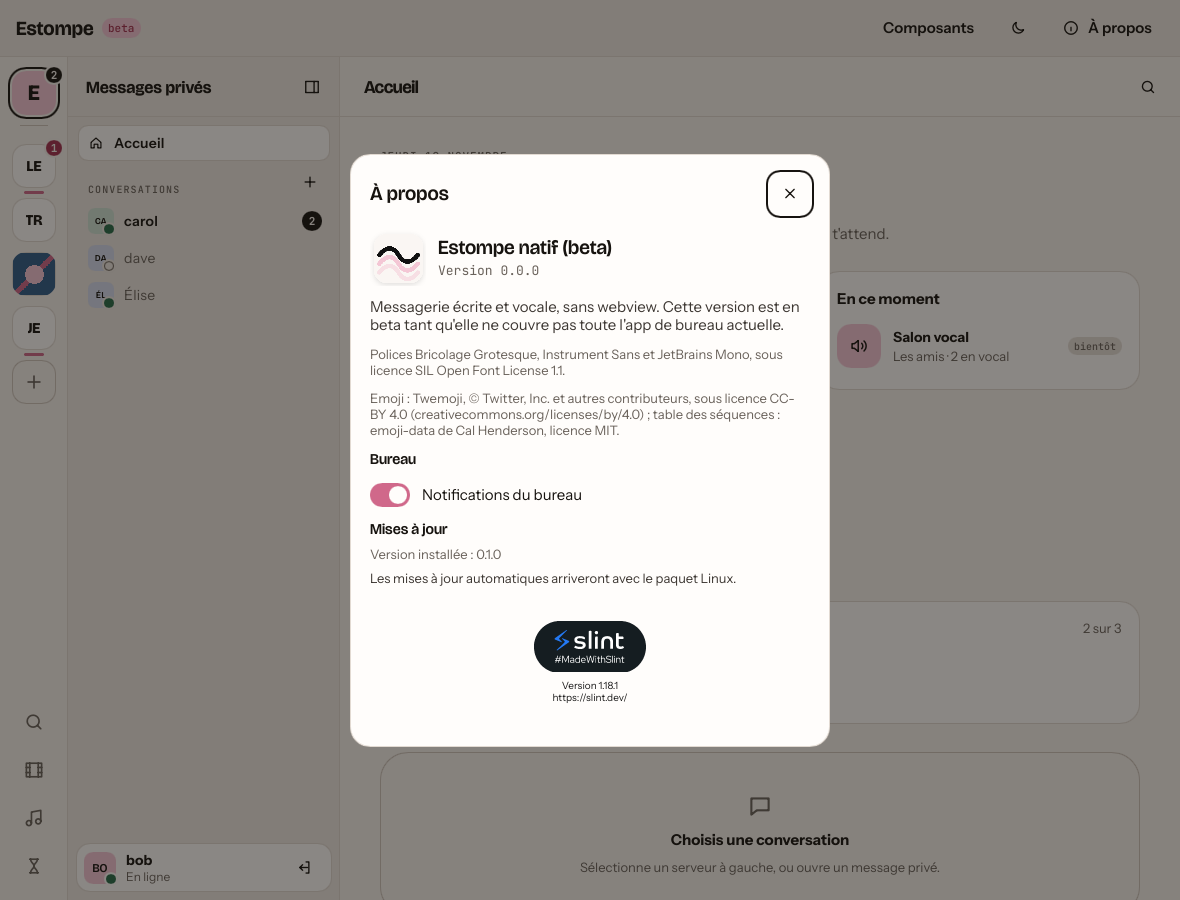 Estompe beta
Composants
À propos
E
2
Messages privés
Accueil
Accueil
LE
1
TR
JE
CONVERSATIONS
CA
carol
2
DA
dave
ÉL
Élise
BO
bob
En ligne
À propos
Estompe natif (beta)
Version 0.0.0
Messagerie écrite et vocale, sans webview. Cette version est en
beta tant qu'elle ne couvre pas toute l'app de bureau actuelle.
Polices Bricolage Grotesque, Instrument Sans et JetBrains Mono, sous
licence SIL Open Font License 1.1.
Emoji : Twemoji, © Twitter, Inc. et autres contributeurs, sous licence CC-
BY 4.0 (creativecommons.org/licenses/by/4.0) ; table des séquences :
emoji-data de Cal Henderson, licence MIT.
Bureau
Notifications du bureau
Mises à jour
Version installée : 0.1.0
Les mises à jour automatiques arriveront avec le paquet Linux.
slint
#MadeWithSlint
Version 1.18.1
https://slint.dev/
t'attend.
En ce moment
Salon vocal
Les amis · 2 en vocal
bientôt
2 sur 3
Choisis une conversation
Sélectionne un serveur à gauche, ou ouvre un message privé.